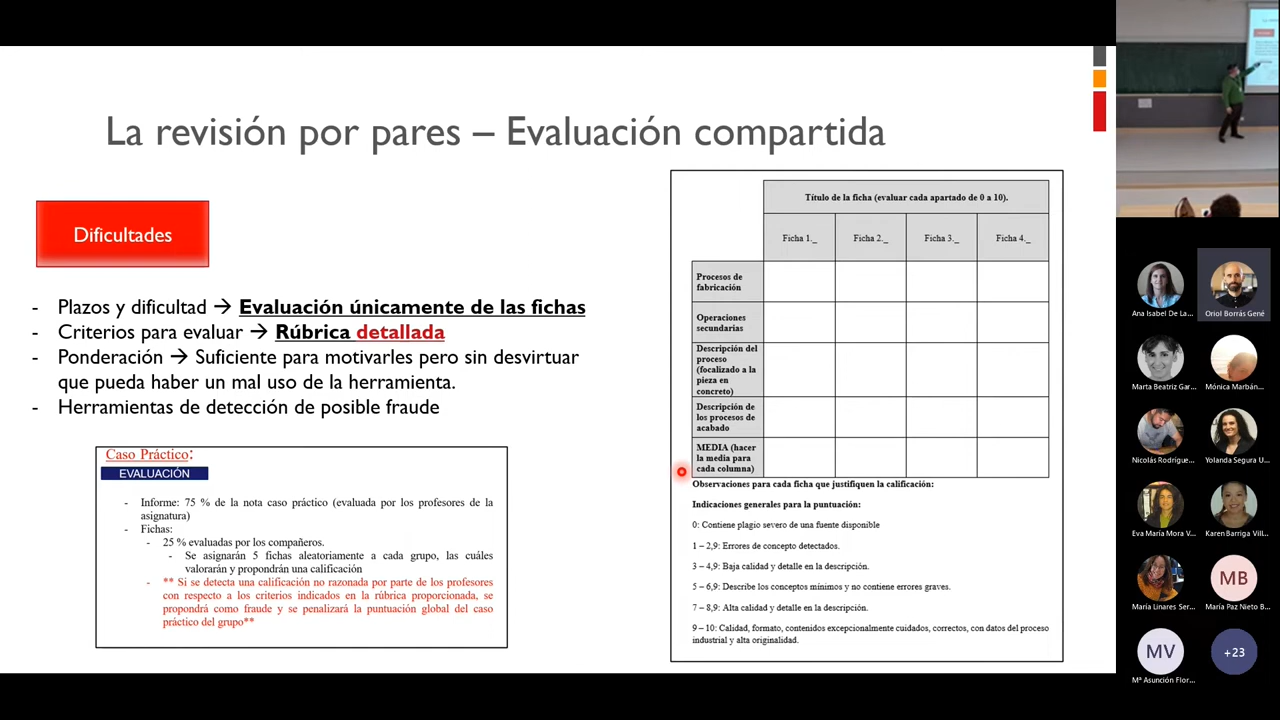 La revisión por pares – Evaluación compartida
Dificultades
- Plazos y dificultad → Evaluación únicamente de las fichas
- Criterios para evaluar → Rúbrica detallada
- Ponderación → Suficiente para motivarles pero sin desvirtuar
que pueda haber un mal uso de la herramienta.
- Herramientas de detección de posible fraude
Caso Práctico:
EVALUACIÓN
- Informe: 75 % de la nota caso práctico (evaluada por los profesores de la
asignatura)
- Fichas:
- 25 % evaluadas por los compañeros.
- Se asignarán 5 fichas aleatoriamente a cada grupo, las cuáles
valorarán y propondrán una calificación
- ** Si se detecta una calificación no razonada por parte de los profesores
con respecto a los criterios indicados en la rúbrica proporcionada, se
propondrá como fraude y se penalizará la puntuación global del caso
práctico del grupo**
Título de la ficha (evaluar cada apartado de 0 a 10).
Ficha 1._ Ficha 2._ Ficha 3._ Ficha 4._
Procesos de
fabricación
Operaciones
secundarias
Descripción del
proceso
(focalizado a la
pieza en
concreto)
Descripción de
los procesos de
acabado
MEDIA (hacer
la media para
cada columna)
Observaciones para cada ficha que justifiquen la calificación:
Indicaciones generales para la puntuación:
0: Contiene plagio severo de una fuente disponible
1 – 2,9: Errores de concepto detectados.
3 – 4,9: Baja calidad y detalle en la descripción.
5 – 6,9: Describe los conceptos mínimos y no contiene errores graves.
7 – 8,9: Alta calidad y detalle en la descripción.
9 – 10: Calidad, formato, contenidos excepcionalmente cuidados, correctos, con datos del proceso
industrial y alta originalidad.
Ana Isabel De La... Oriol Borrás Gené
Marta Beatriz Gar... Mónica Marbán...
Nicolás Rodrígue... Yolanda Segura U...
Eva María Mora V... Karen Barriga Vill...
MB
María Linares Ser... María Paz Nieto B...
MV +23
Mª Asunción Flor...